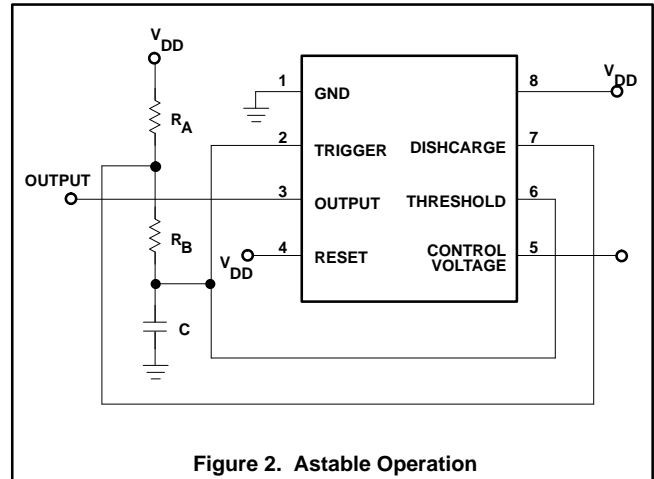 VDD
RA
OUTPUT
RB
C
VDD
1
GND
2
TRIGGER
3
OUTPUT
4
RESET
8
VDD
7
DISHCARGE
6
THRESHOLD
5
CONTROL
VOLTAGE
Figure 2. Astable Operation